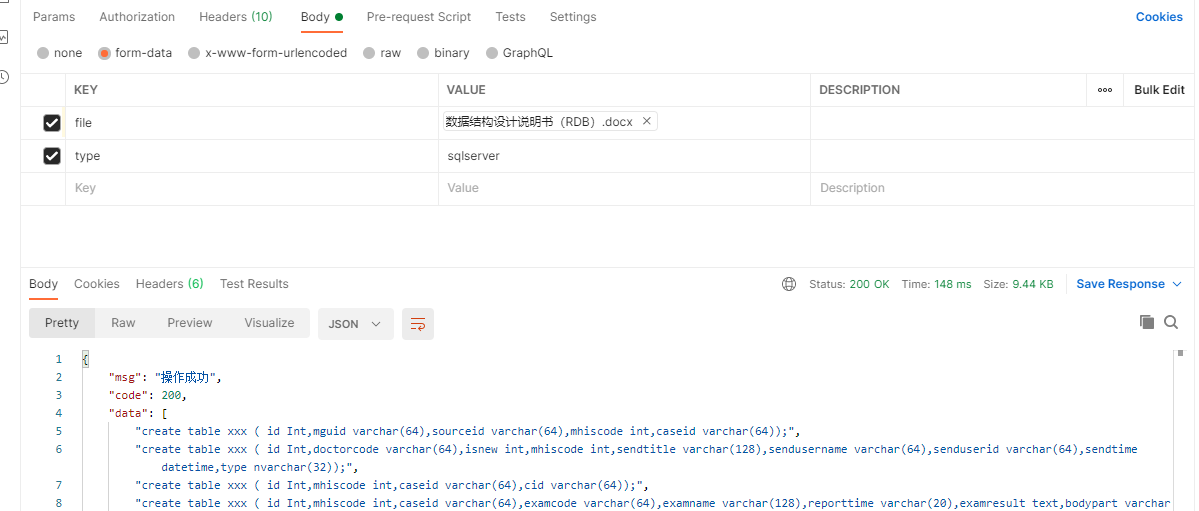 Params Authorization Headers (10) Body Pre-request Script Tests Settings Cookies
none form-data x-www-form-urlencoded raw binary GraphQL
KEY VALUE DESCRIPTION Bulk Edit
file 数据结构设计说明书（RDB）.docx
type sqlserver
Key Value Description
Body Cookies Headers (6) Test Results Status: 200 OK Time: 148 ms Size: 9.44 KB Save Response
Pretty Raw Preview Visualize JSON
1 {
2 "msg": "操作成功",
3 "code": 200,
4 "data": [
5 "create table xxx ( id Int,mguid varchar(64),sourceid varchar(64),mhiscode int,caseid varchar(64));",
6 "create table xxx ( id Int,doctorcode varchar(64),isnew int,mhiscode int,sendtitle varchar(128),sendusername varchar(64),senduserid varchar(64),sendtime
datetime,type nvarchar(32));",
7 "create table xxx ( id Int,mhiscode int,caseid varchar(64),cid varchar(64));",
8 "create table xxx ( id Int,mhiscode int,caseid varchar(64),examcode varchar(64),examname varchar(128),reporttime varchar(20),examresult text,bodypart varchar